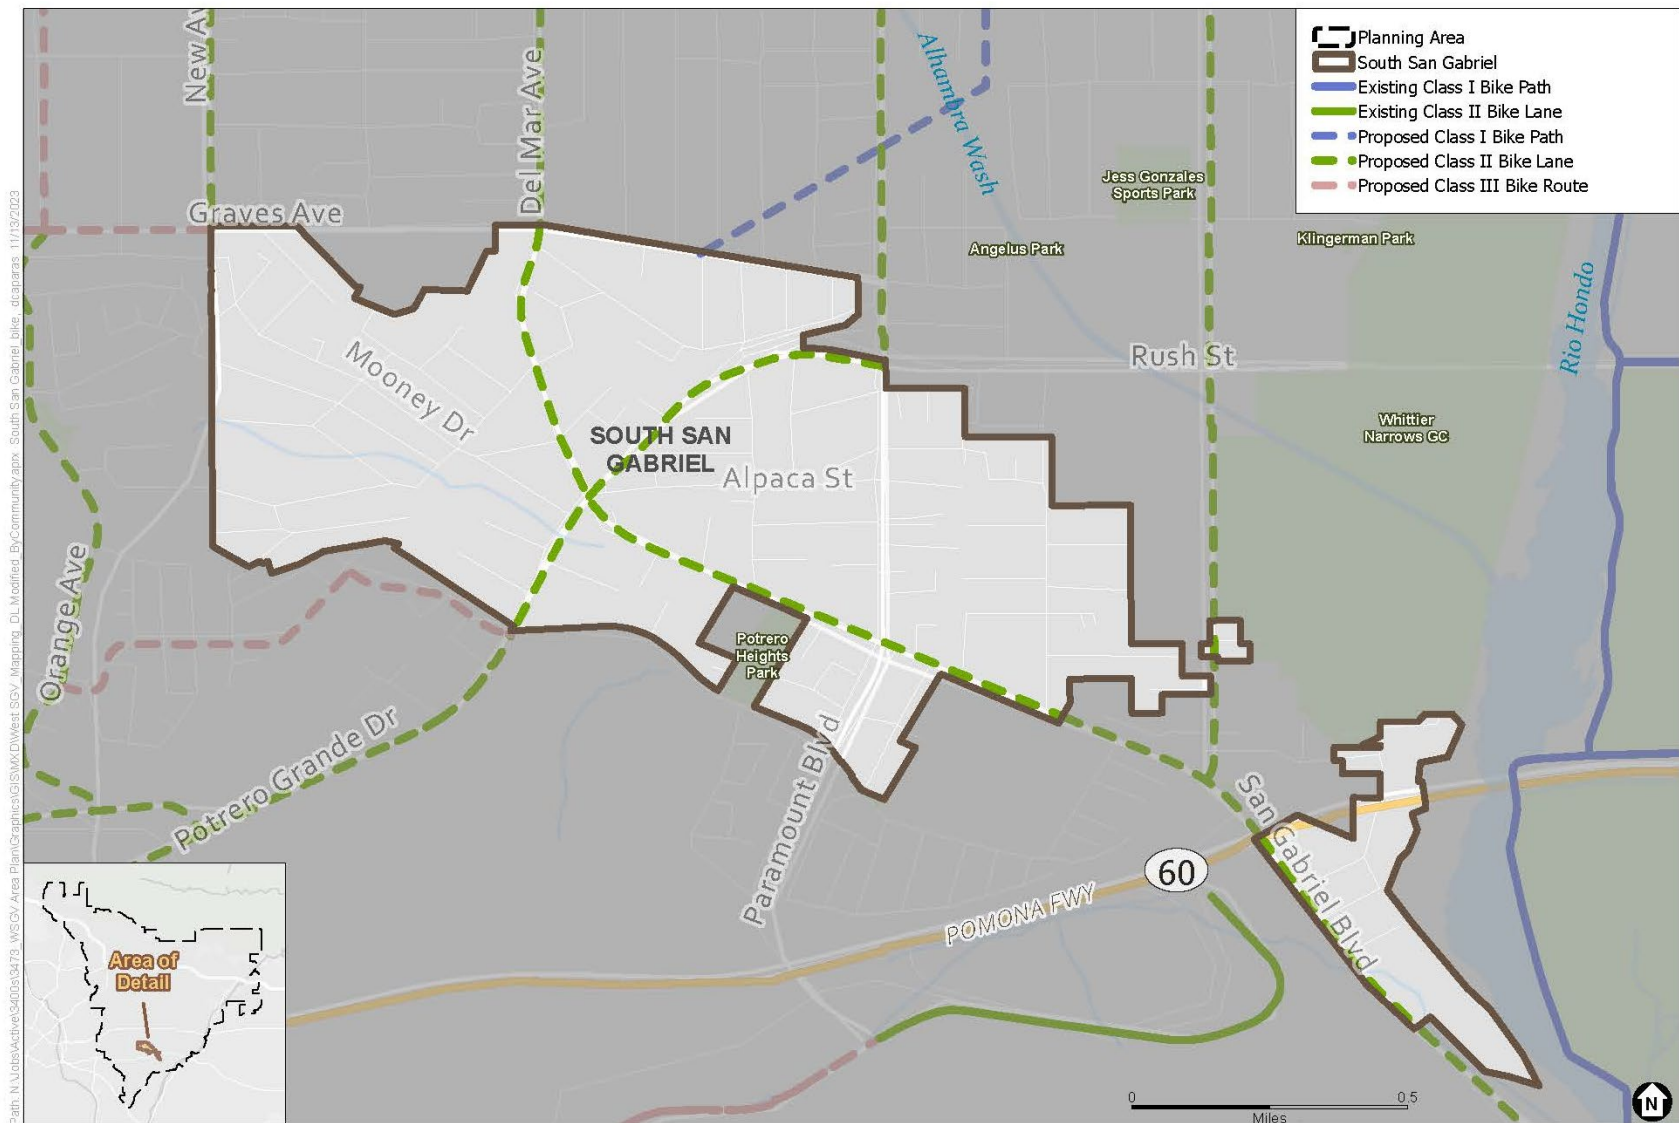 New Av
Del Mar Ave
Alhambra Wash
Planning Area
South San Gabriel
Existing Class I Bike Path
Existing Class II Bike Lane
Proposed Class I Bike Path
Proposed Class II Bike Lane
Proposed Class III Bike Route
Jess Gonzales
Sports Park
Graves Ave
Angelus Park
Klingerman Park
Rio Hondo
Rush St
Mooney Dr
Whittier
Narrows GC
SOUTH SAN
GABRIEL
Alpaca St
Orange Ave
Potrero
Heights
Park
Potrero Grande Dr
Paramount Blvd
San Gabriel Blvd
60
POMONA FWY
Area of
Detail
0
0.5
Miles
N